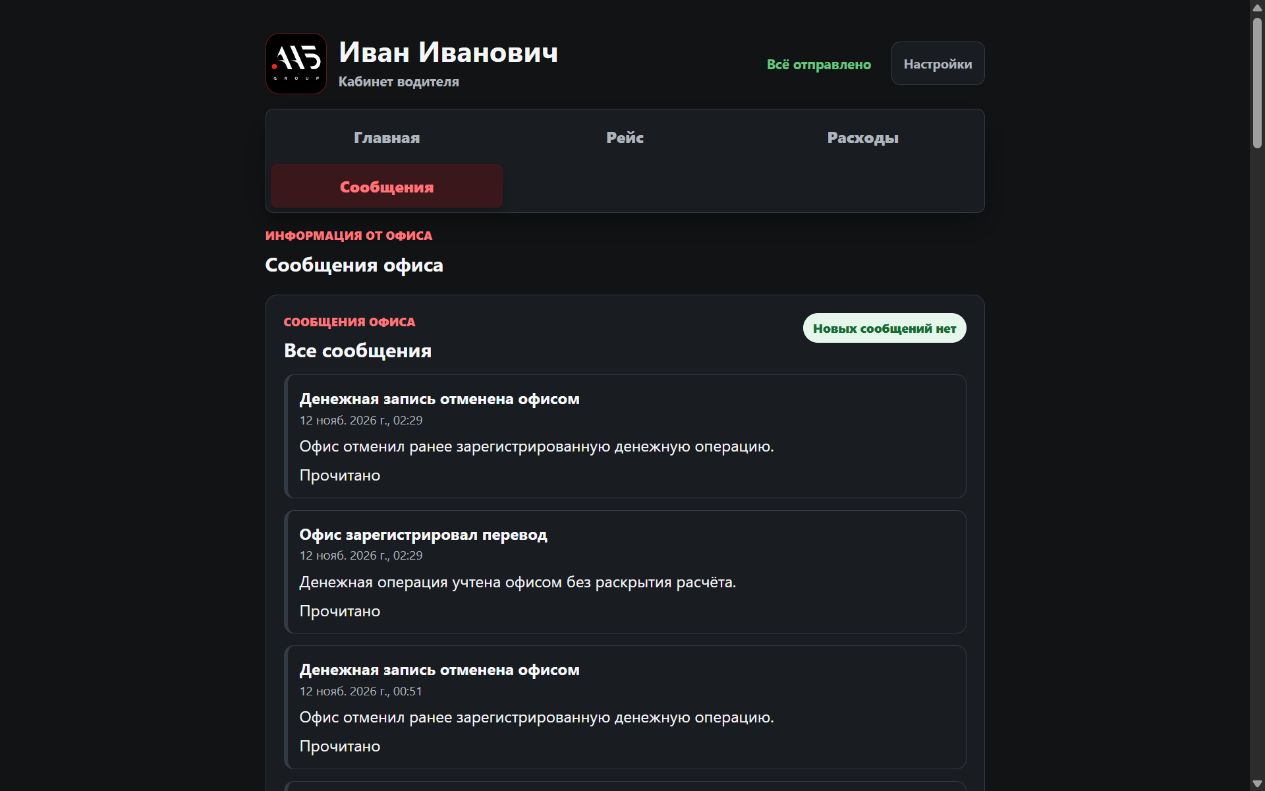 A15
GROUP
Иван Иванович
Кабинет водителя
Всё отправлено
Настройки
Главная
Рейс
Расходы
Сообщения
ИНФОРМАЦИЯ ОТ ОФИСА
Сообщения офиса
СООБЩЕНИЯ ОФИСА
Новых сообщений нет
Все сообщения
Денежная запись отменена офисом
12 нояб. 2026 г., 02:29
Офис отменил ранее зарегистрированную денежную операцию.
Прочитано
Офис зарегистрировал перевод
12 нояб. 2026 г., 02:29
Денежная операция учтена офисом без раскрытия расчёта.
Прочитано
Денежная запись отменена офисом
12 нояб. 2026 г., 00:51
Офис отменил ранее зарегистрированную денежную операцию.
Прочитано